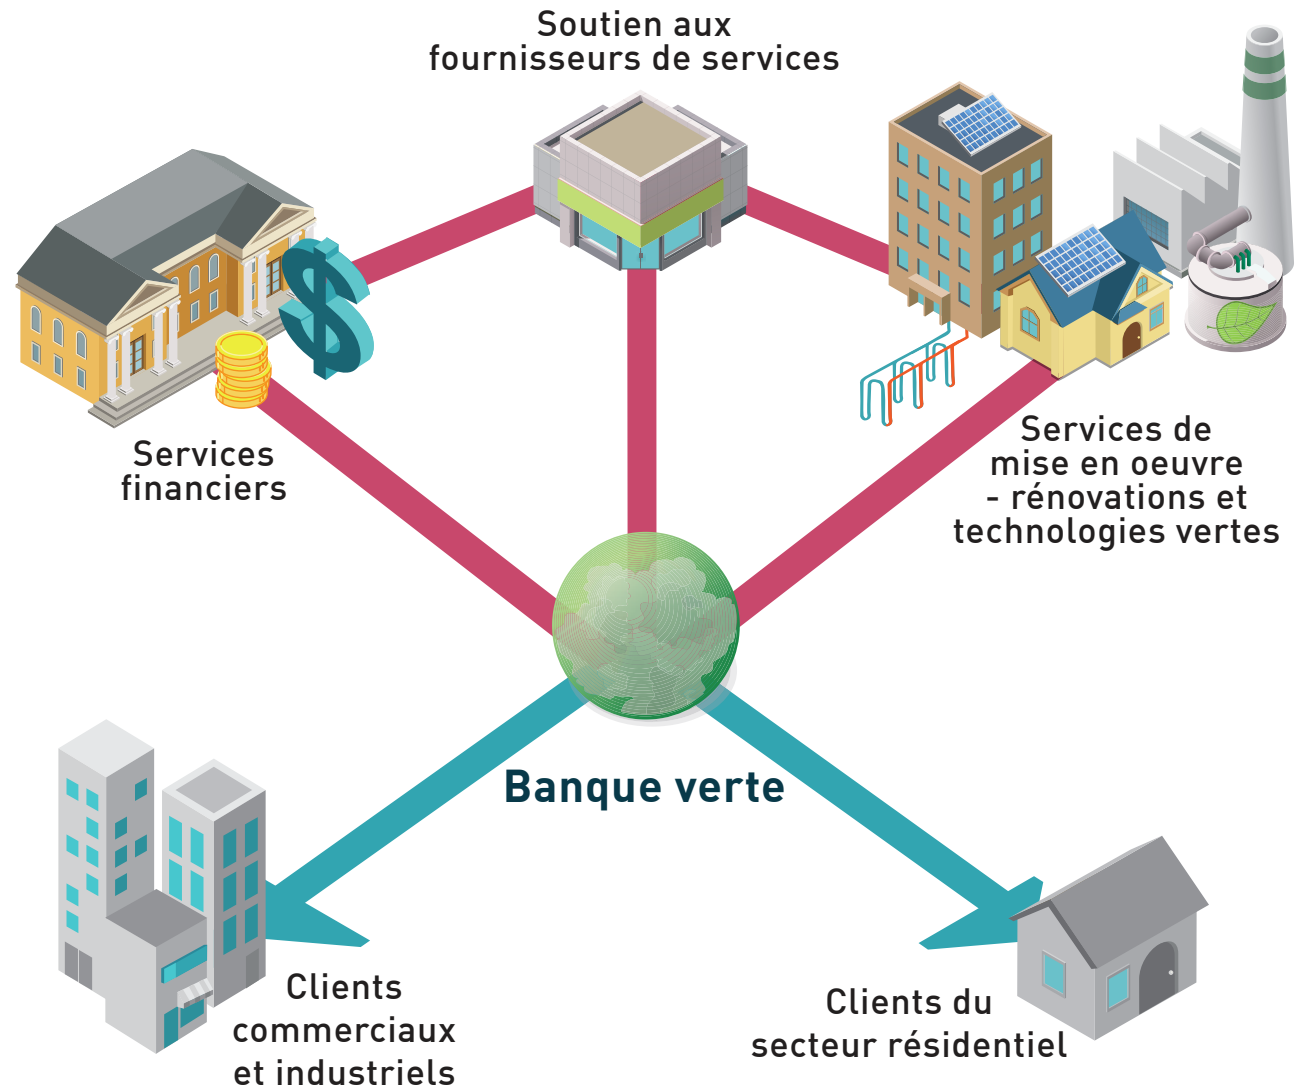 Soutien aux
fournisseurs de services
Services
financiers
Services de
mise en oeuvre
- rénovations et
technologies vertes
Banque verte
Clients
commerciaux
et industriels
Clients du
secteur résidentiel